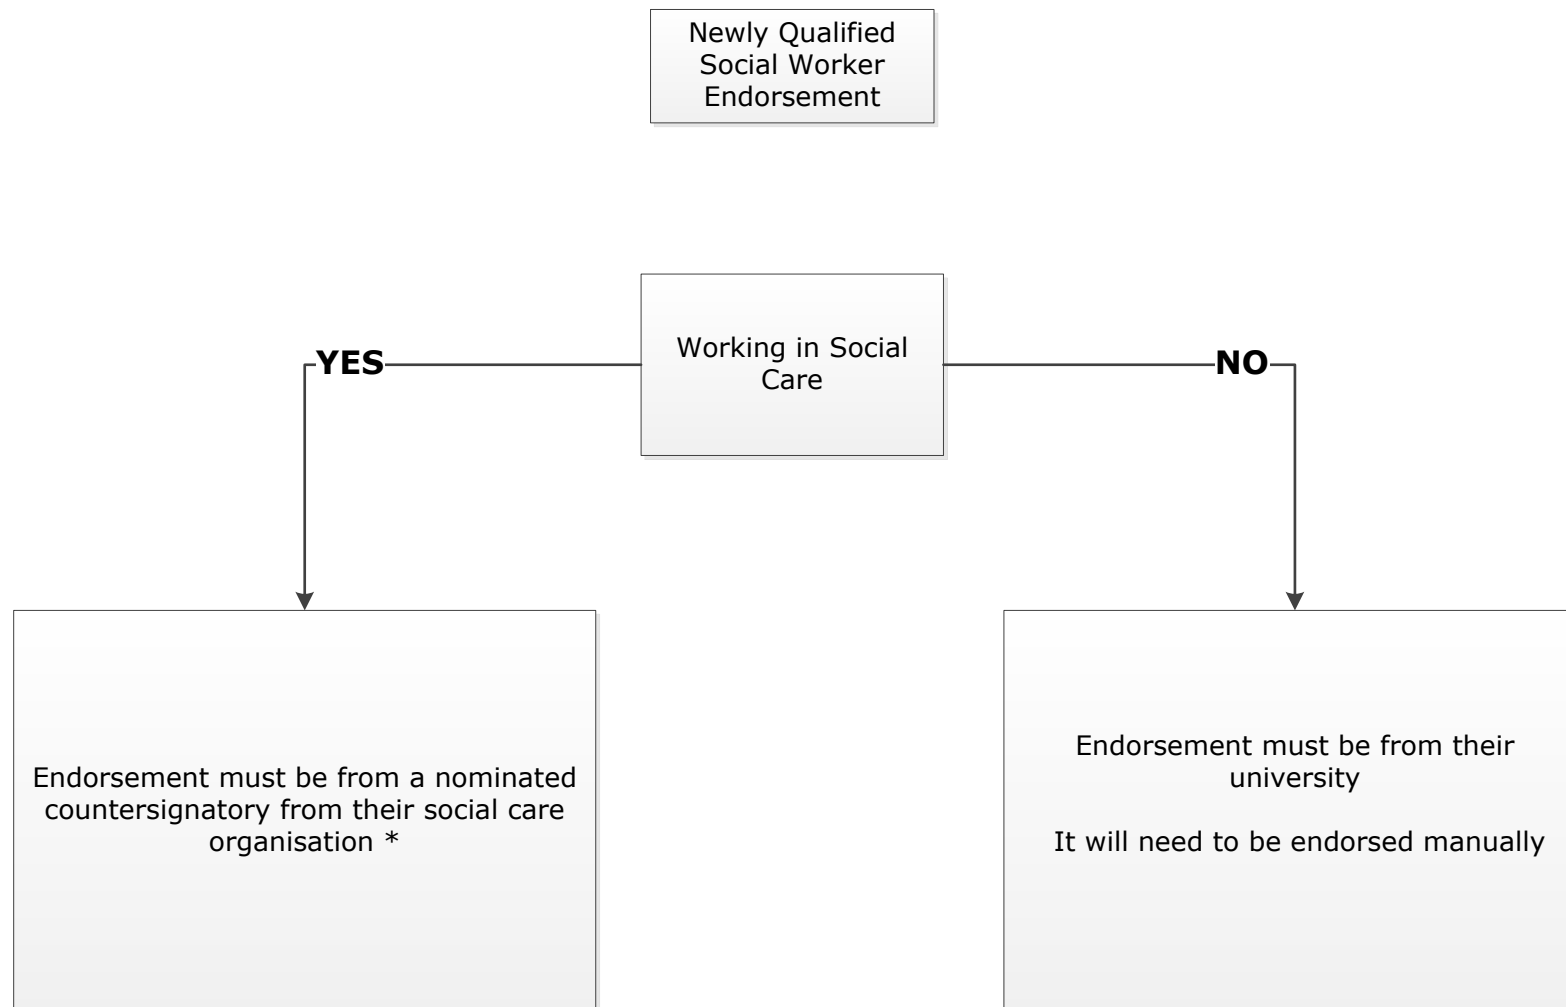 Newly Qualified
Social Worker
Endorsement
Working in Social
Care
YES
NO
Endorsement must be from a nominated
countersignatory from their social care
organisation *
Endorsement must be from their
university
It will need to be endorsed manually